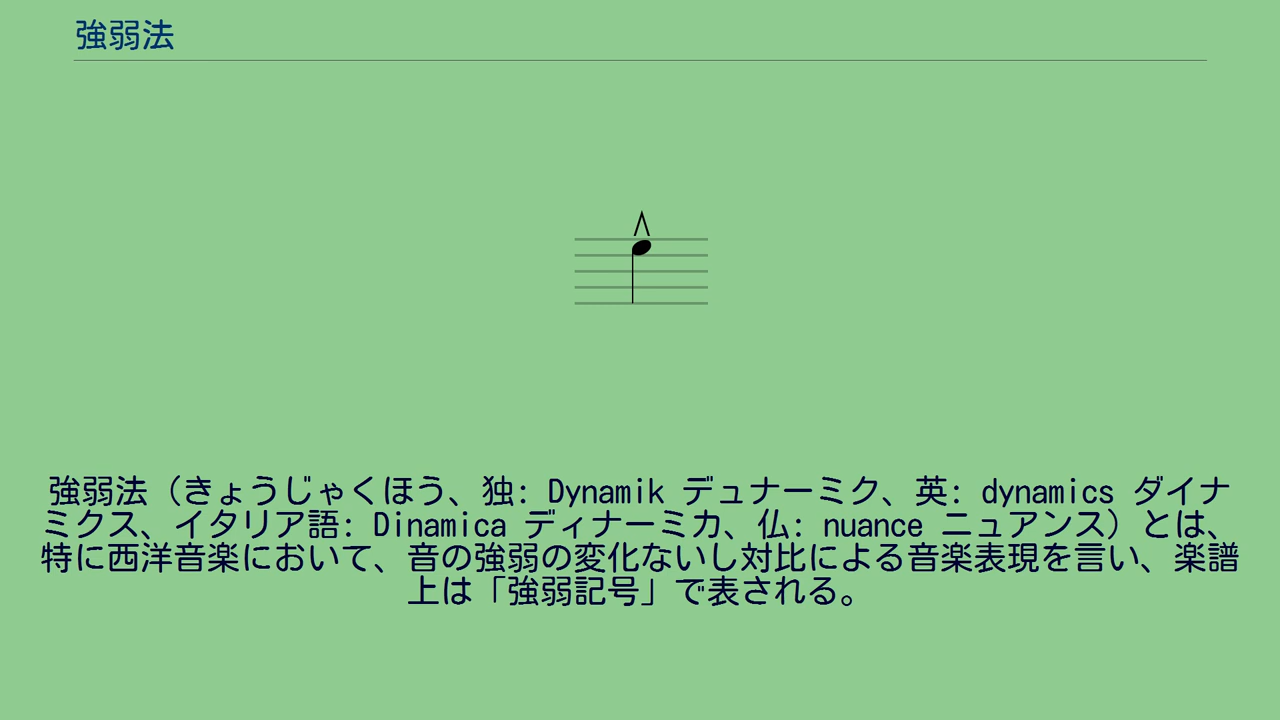 強弱法
強弱法（きょうじゃくほう、独: Dynamik デュナーミク、英: dynamics ダイナ
ミクス、イタリア語: Dinamica ディナーミカ、仏: nuance ニュアンス）とは、
特に西洋音楽において、音の強弱の変化ないし対比による音楽表現を言い、楽譜
上は「強弱記号」で表される。